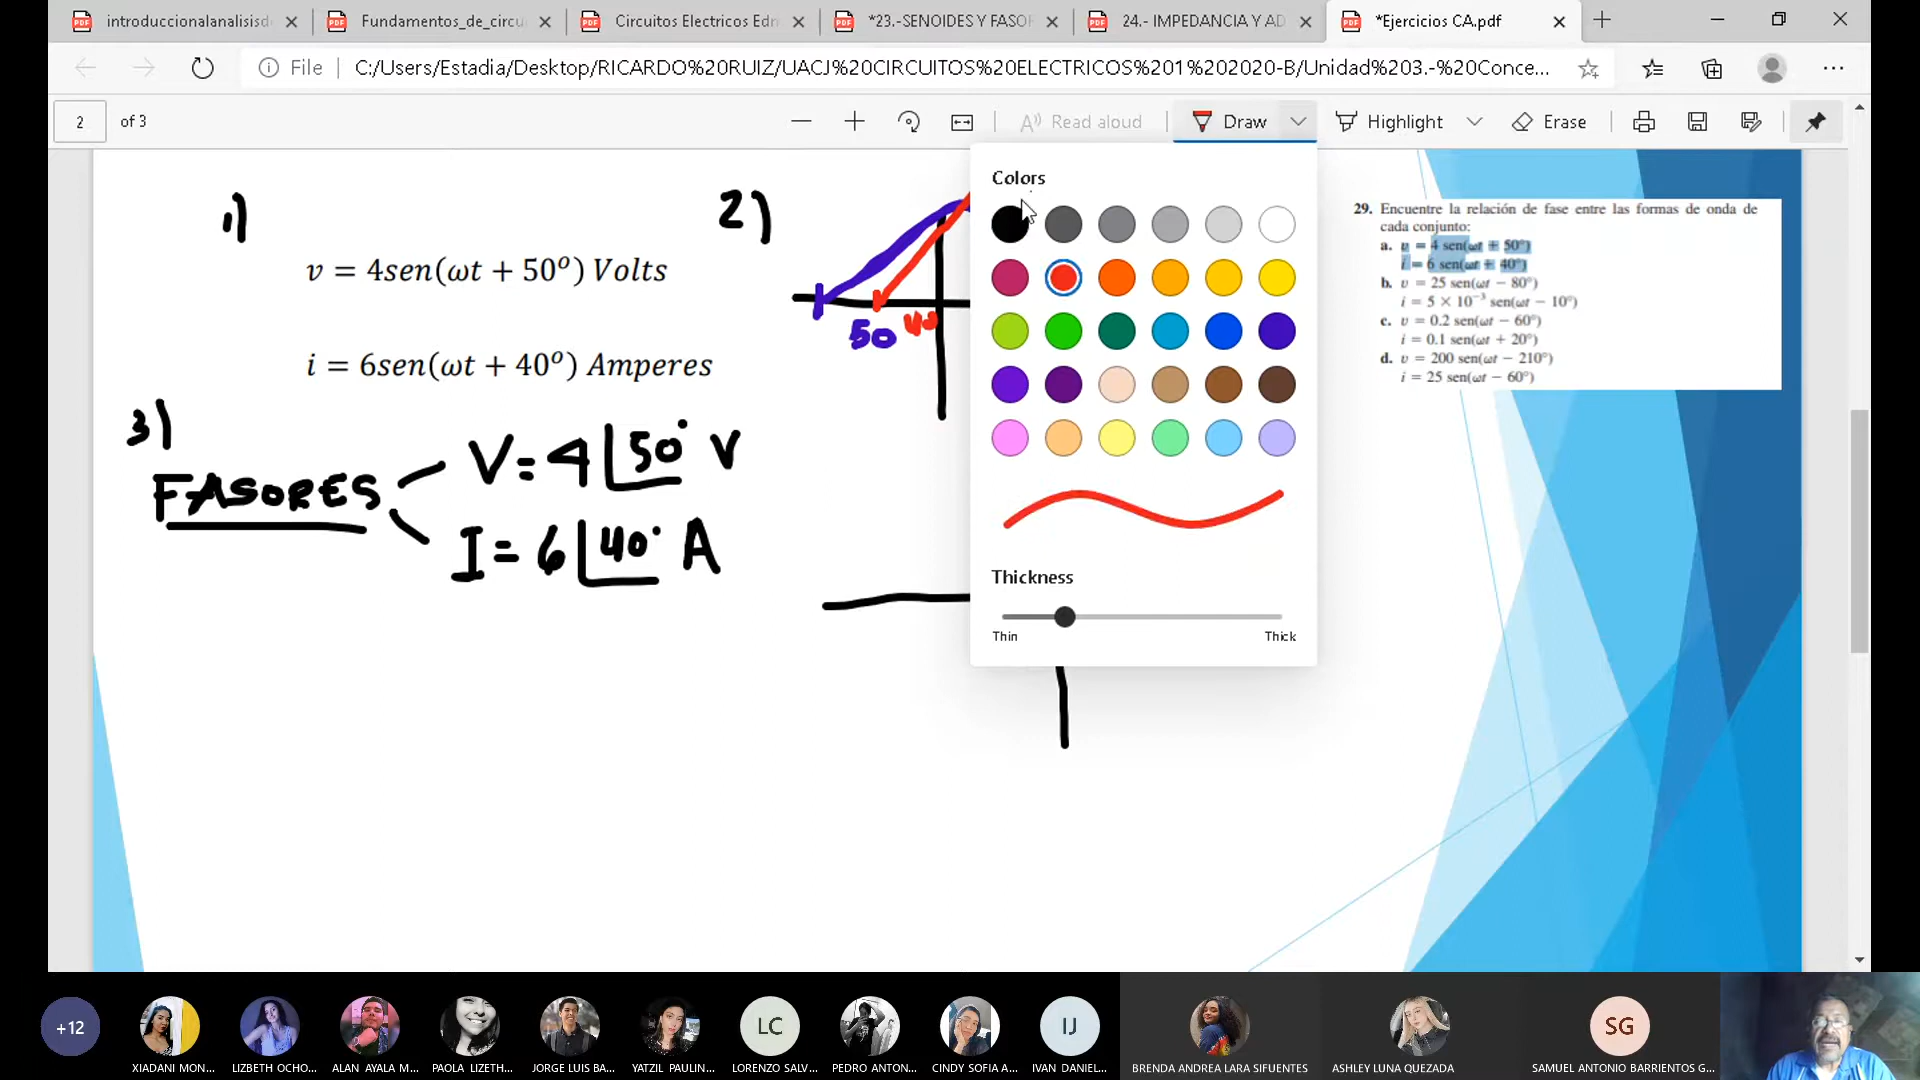 introduccionalanalisisd
Fundamentos_de_circu
Circuitos Electricos Edm
*23.-SENOIDES Y FASOR
24.- IMPEDANCIA Y AD
*Ejercicios CA.pdf
File
C:/Users/Estadia/Desktop/RICARDO%20RUIZ/UACJ%20CIRCUITOS%20ELECTRICOS%201%202020-B/Unidad%203.-%20Conce...
2 of 3
Read aloud
Draw
Highlight
Erase
1)
v = 4sen(ωt + 50º) Volts
i = 6sen(ωt + 40º) Amperes
2)
50 40
3)
FASORES
V = 4 ∠50° V
I = 6 ∠40° A
Colors
Thickness
Thin Thick
29. Encuentre la relación de fase entre las formas de onda de
cada conjunto:
a. v = 4 sen(ωt + 50°)
i = 6 sen(ωt + 40°)
b. v = 25 sen(ωt − 80°)
i = 5 × 10⁻³ sen(ωt − 10°)
c. v = 0.2 sen(ωt − 60°)
i = 0.1 sen(ωt + 20°)
d. v = 200 sen(ωt − 210°)
i = 25 sen(ωt − 60°)
+12
LC
IJ
SG
XIADANI MON...
LIZBETH OCHO...
ALAN AYALA M...
PAOLA LIZETH...
JORGE LUIS BA...
YATZIL PAULIN...
LORENZO SALV...
PEDRO ANTON...
CINDY SOFIA A...
IVAN DANIEL...
BRENDA ANDREA LARA SIFUENTES
ASHLEY LUNA QUEZADA
SAMUEL ANTONIO BARRIENTOS G...